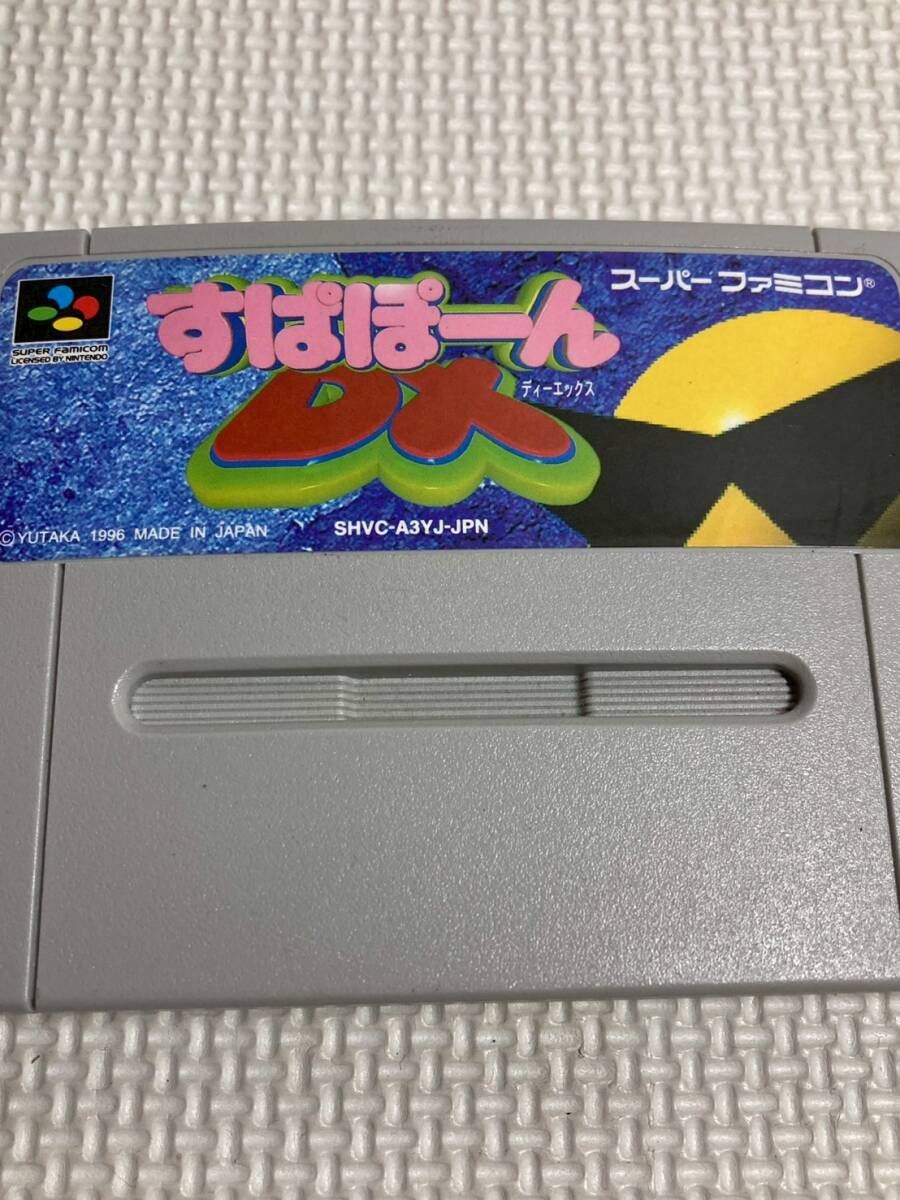 スーパーファミコン®
SUPER FAMICOM
LICENSED BY NINTENDO
すぱぽーん
DX
ディーエックス
©YUTAKA 1996 MADE IN JAPAN
SHVC-A3YJ-JPN